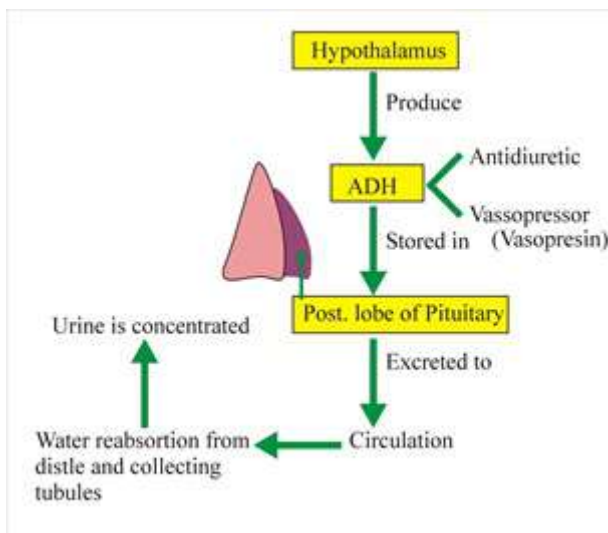 Hypothalamus
Produce
Antidiuretic
ADH
Vassopressor
(Vasopresin)
Stored in
Post. lobe of Pituitary
Urine is concentrated
Excreted to
Circulation
Water reabsortion from
distle and collecting
tubules